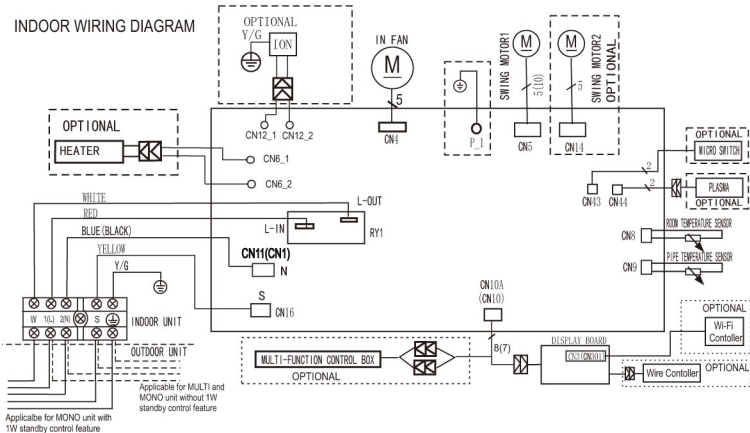 INDOOR WIRING DIAGRAM
OPTIONAL
Y/G
ION
CN12_1
CN12_2
IN FAN
M
5
CN4
P_1
SWING MOTOR1
M
5(10)
CN5
SWING MOTOR2
OPTIONAL
M
5
CN14
OPTIONAL
HEATER
CN6_1
CN6_2
OPTIONAL
MICRO SWITCH
2
CN43
2
CN44
PLASMA
OPTIONAL
WHITE
RED
BLUE(BLACK)
YELLOW
Y/G
L-OUT
L-IN
RY1
CN11(CN1)
N
S
CN16
CN8
ROOM TEMPERATURE SENSOR
CN9
PIPE TEMPERATURE SENSOR
CN10A
(CN10)
8(7)
W
1(L)
2(N)
S
INDOOR UNIT
OUTDOOR UNIT
MULTI-FUNCTION CONTROL BOX
OPTIONAL
DISPLAY BOARD
CN3(CN301)
OPTIONAL
Wi-Fi
Contoller
Wire Contoller
OPTIONAL
Applicable for MULTI and
MONO unit without 1W
standby control feature
Applicalbe for MONO unit with
1W standby control feature